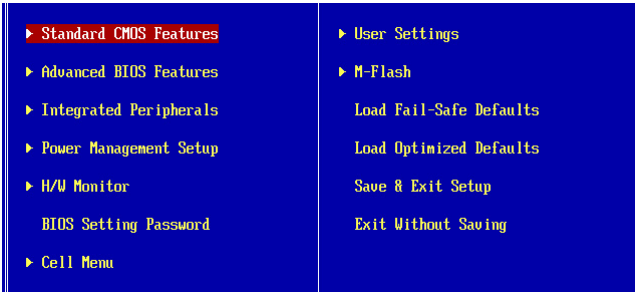 Standard CMOS Features
Advanced BIOS Features
Integrated Peripherals
Power Management Setup
H/W Monitor
BIOS Setting Password
Cell Menu
User Settings
M-Flash
Load Fail-Safe Defaults
Load Optimized Defaults
Save & Exit Setup
Exit Without Saving